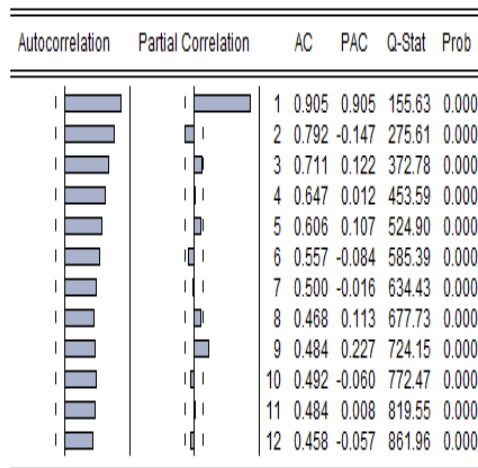 Autocorrelation Partial Correlation AC PAC Q-Stat Prob
1 0.905 0.905 155.63 0.000
2 0.792 -0.147 275.61 0.000
3 0.711 0.122 372.78 0.000
4 0.647 0.012 453.59 0.000
5 0.606 0.107 524.90 0.000
6 0.557 -0.084 585.39 0.000
7 0.500 -0.016 634.43 0.000
8 0.468 0.113 677.73 0.000
9 0.484 0.227 724.15 0.000
10 0.492 -0.060 772.47 0.000
11 0.484 0.008 819.55 0.000
12 0.458 -0.057 861.96 0.000